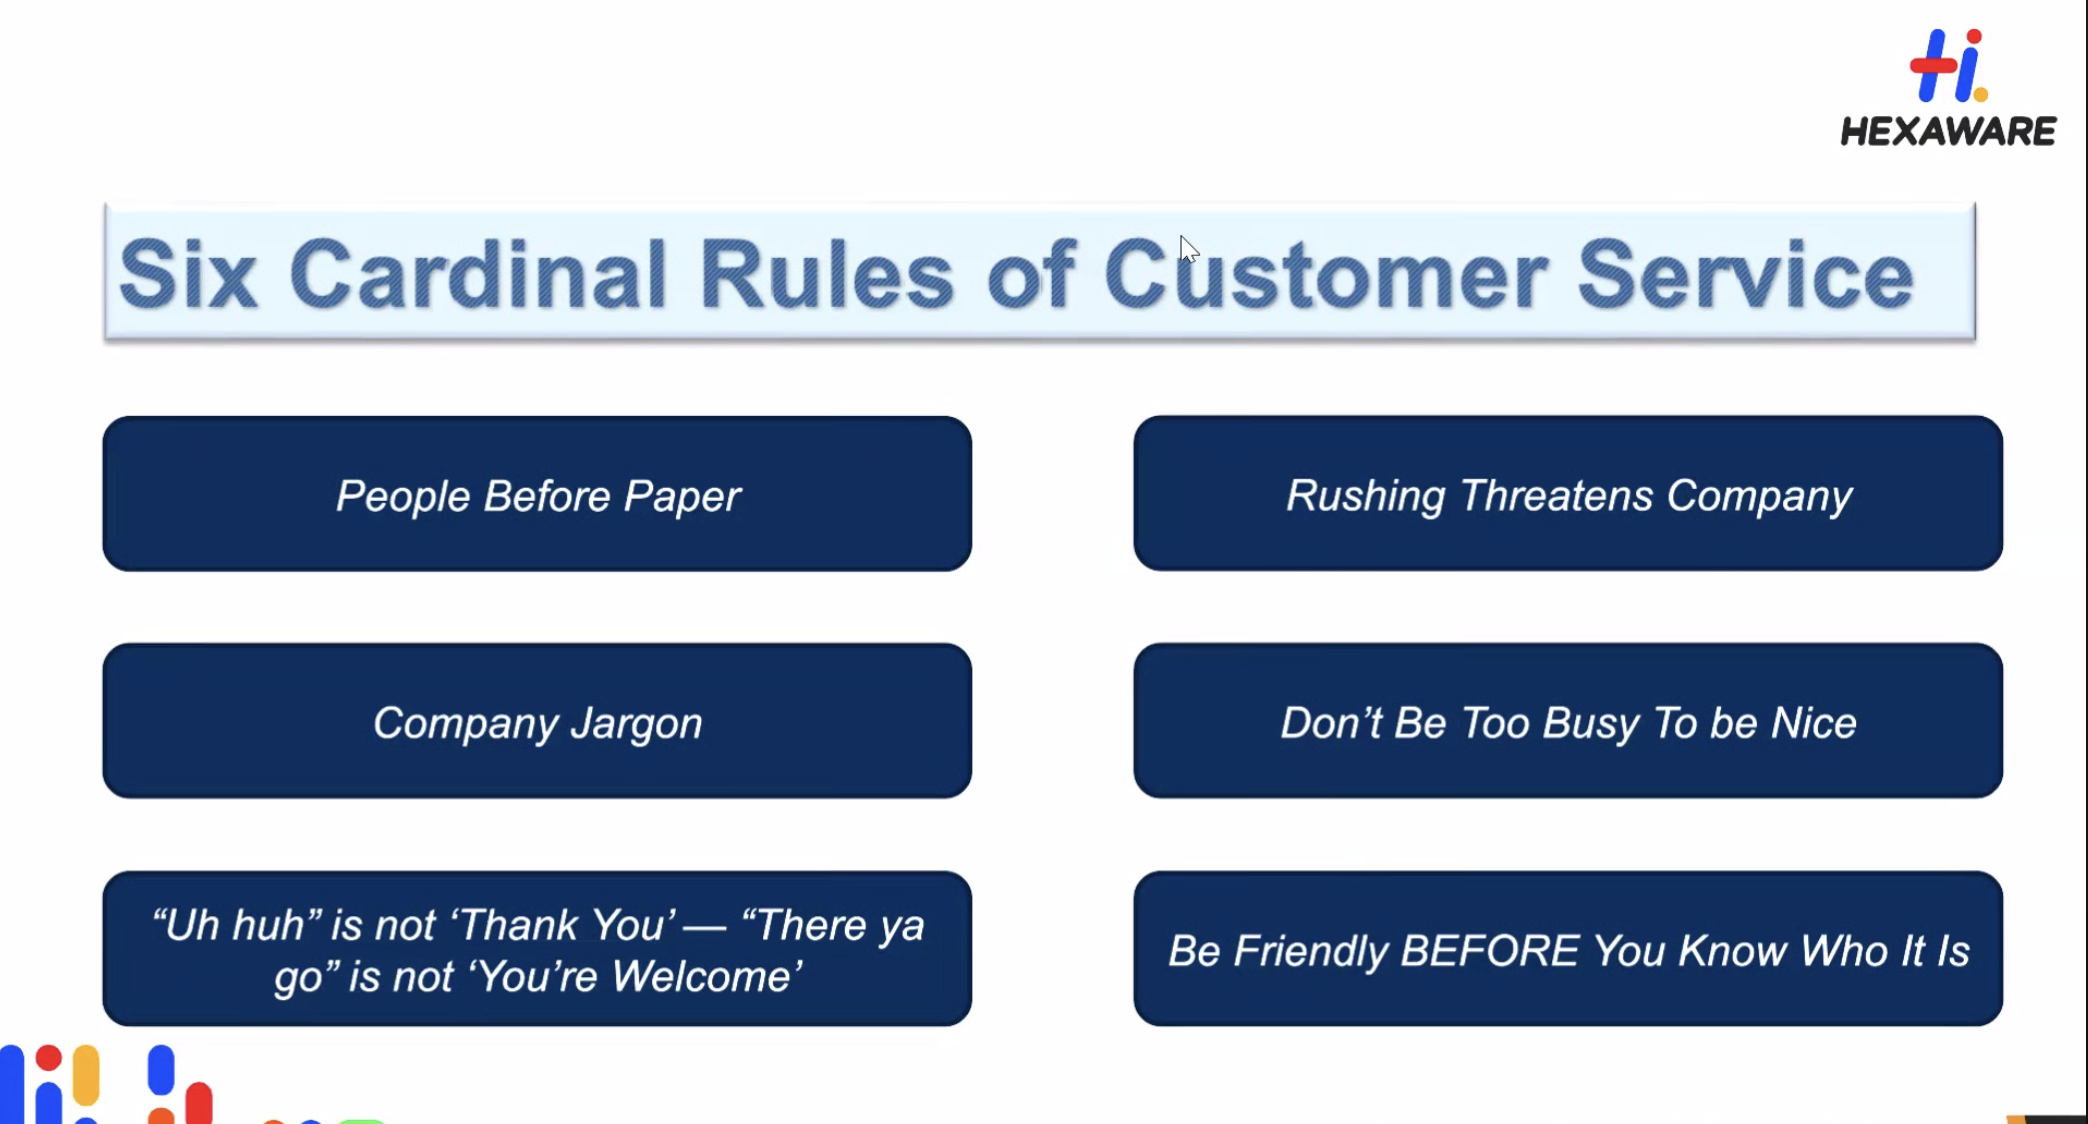 HEXAWARE
Six Cardinal Rules of Customer Service
People Before Paper
Rushing Threatens Company
Company Jargon
Don’t Be Too Busy To be Nice
“Uh huh” is not ‘Thank You’ — “There ya
go” is not ‘You’re Welcome’
Be Friendly BEFORE You Know Who It Is